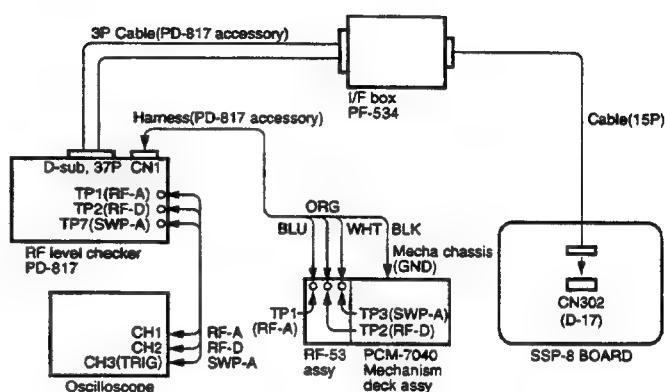 3P Cable(PD-817 accessory)
I/F box
PF-534
Harness(PD-817 accessory)
Cable(15P)
D-sub, 37P CN1
TP1(RF-A)
TP2(RF-D)
TP7(SWP-A)
RF level checker
PD-817
ORG
BLU WHT BLK
Mecha chassis
(GND)
TP1
(RF-A)
TP3(SWP-A)
TP2(RF-D)
RF-53
assy
PCM-7040
Mechanism
deck assy
CN302
(D-17)
SSP-8 BOARD
CH1 RF-A
CH2 RF-D
CH3(TRIG) SWP-A
Oscilloscope